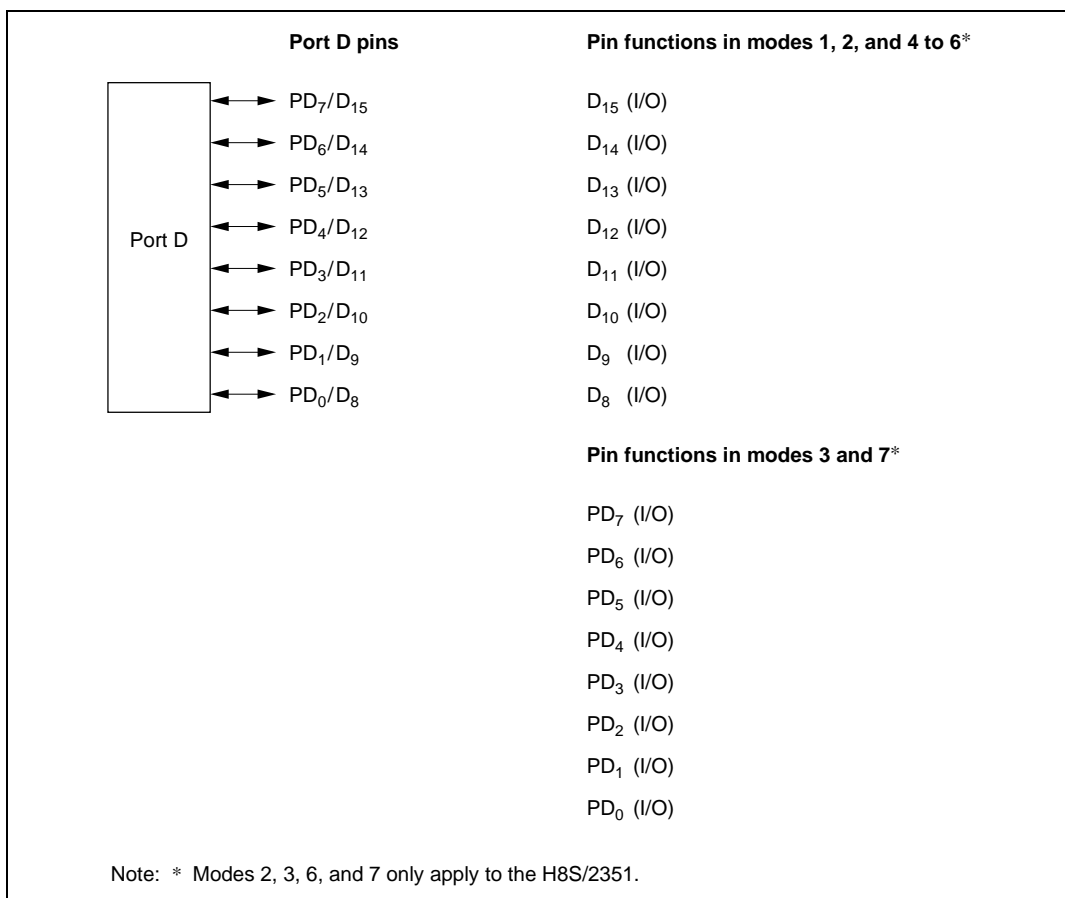 Port D pins Pin functions in modes 1, 2, and 4 to 6*
Port D
PD7/D15 D15 (I/O)
PD6/D14 D14 (I/O)
PD5/D13 D13 (I/O)
PD4/D12 D12 (I/O)
PD3/D11 D11 (I/O)
PD2/D10 D10 (I/O)
PD1/D9 D9 (I/O)
PD0/D8 D8 (I/O)
Pin functions in modes 3 and 7*
PD7 (I/O)
PD6 (I/O)
PD5 (I/O)
PD4 (I/O)
PD3 (I/O)
PD2 (I/O)
PD1 (I/O)
PD0 (I/O)
Note: * Modes 2, 3, 6, and 7 only apply to the H8S/2351.